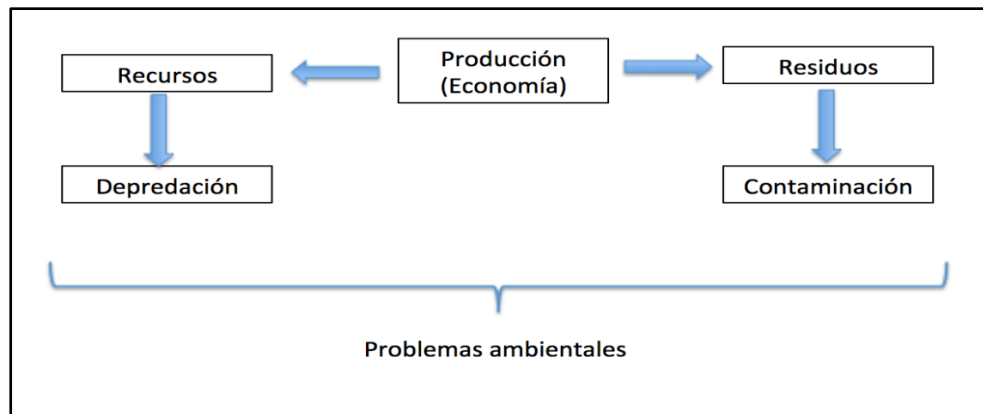 Recursos
Producción
(Economía)
Residuos
Depredación
Contaminación
Problemas ambientales